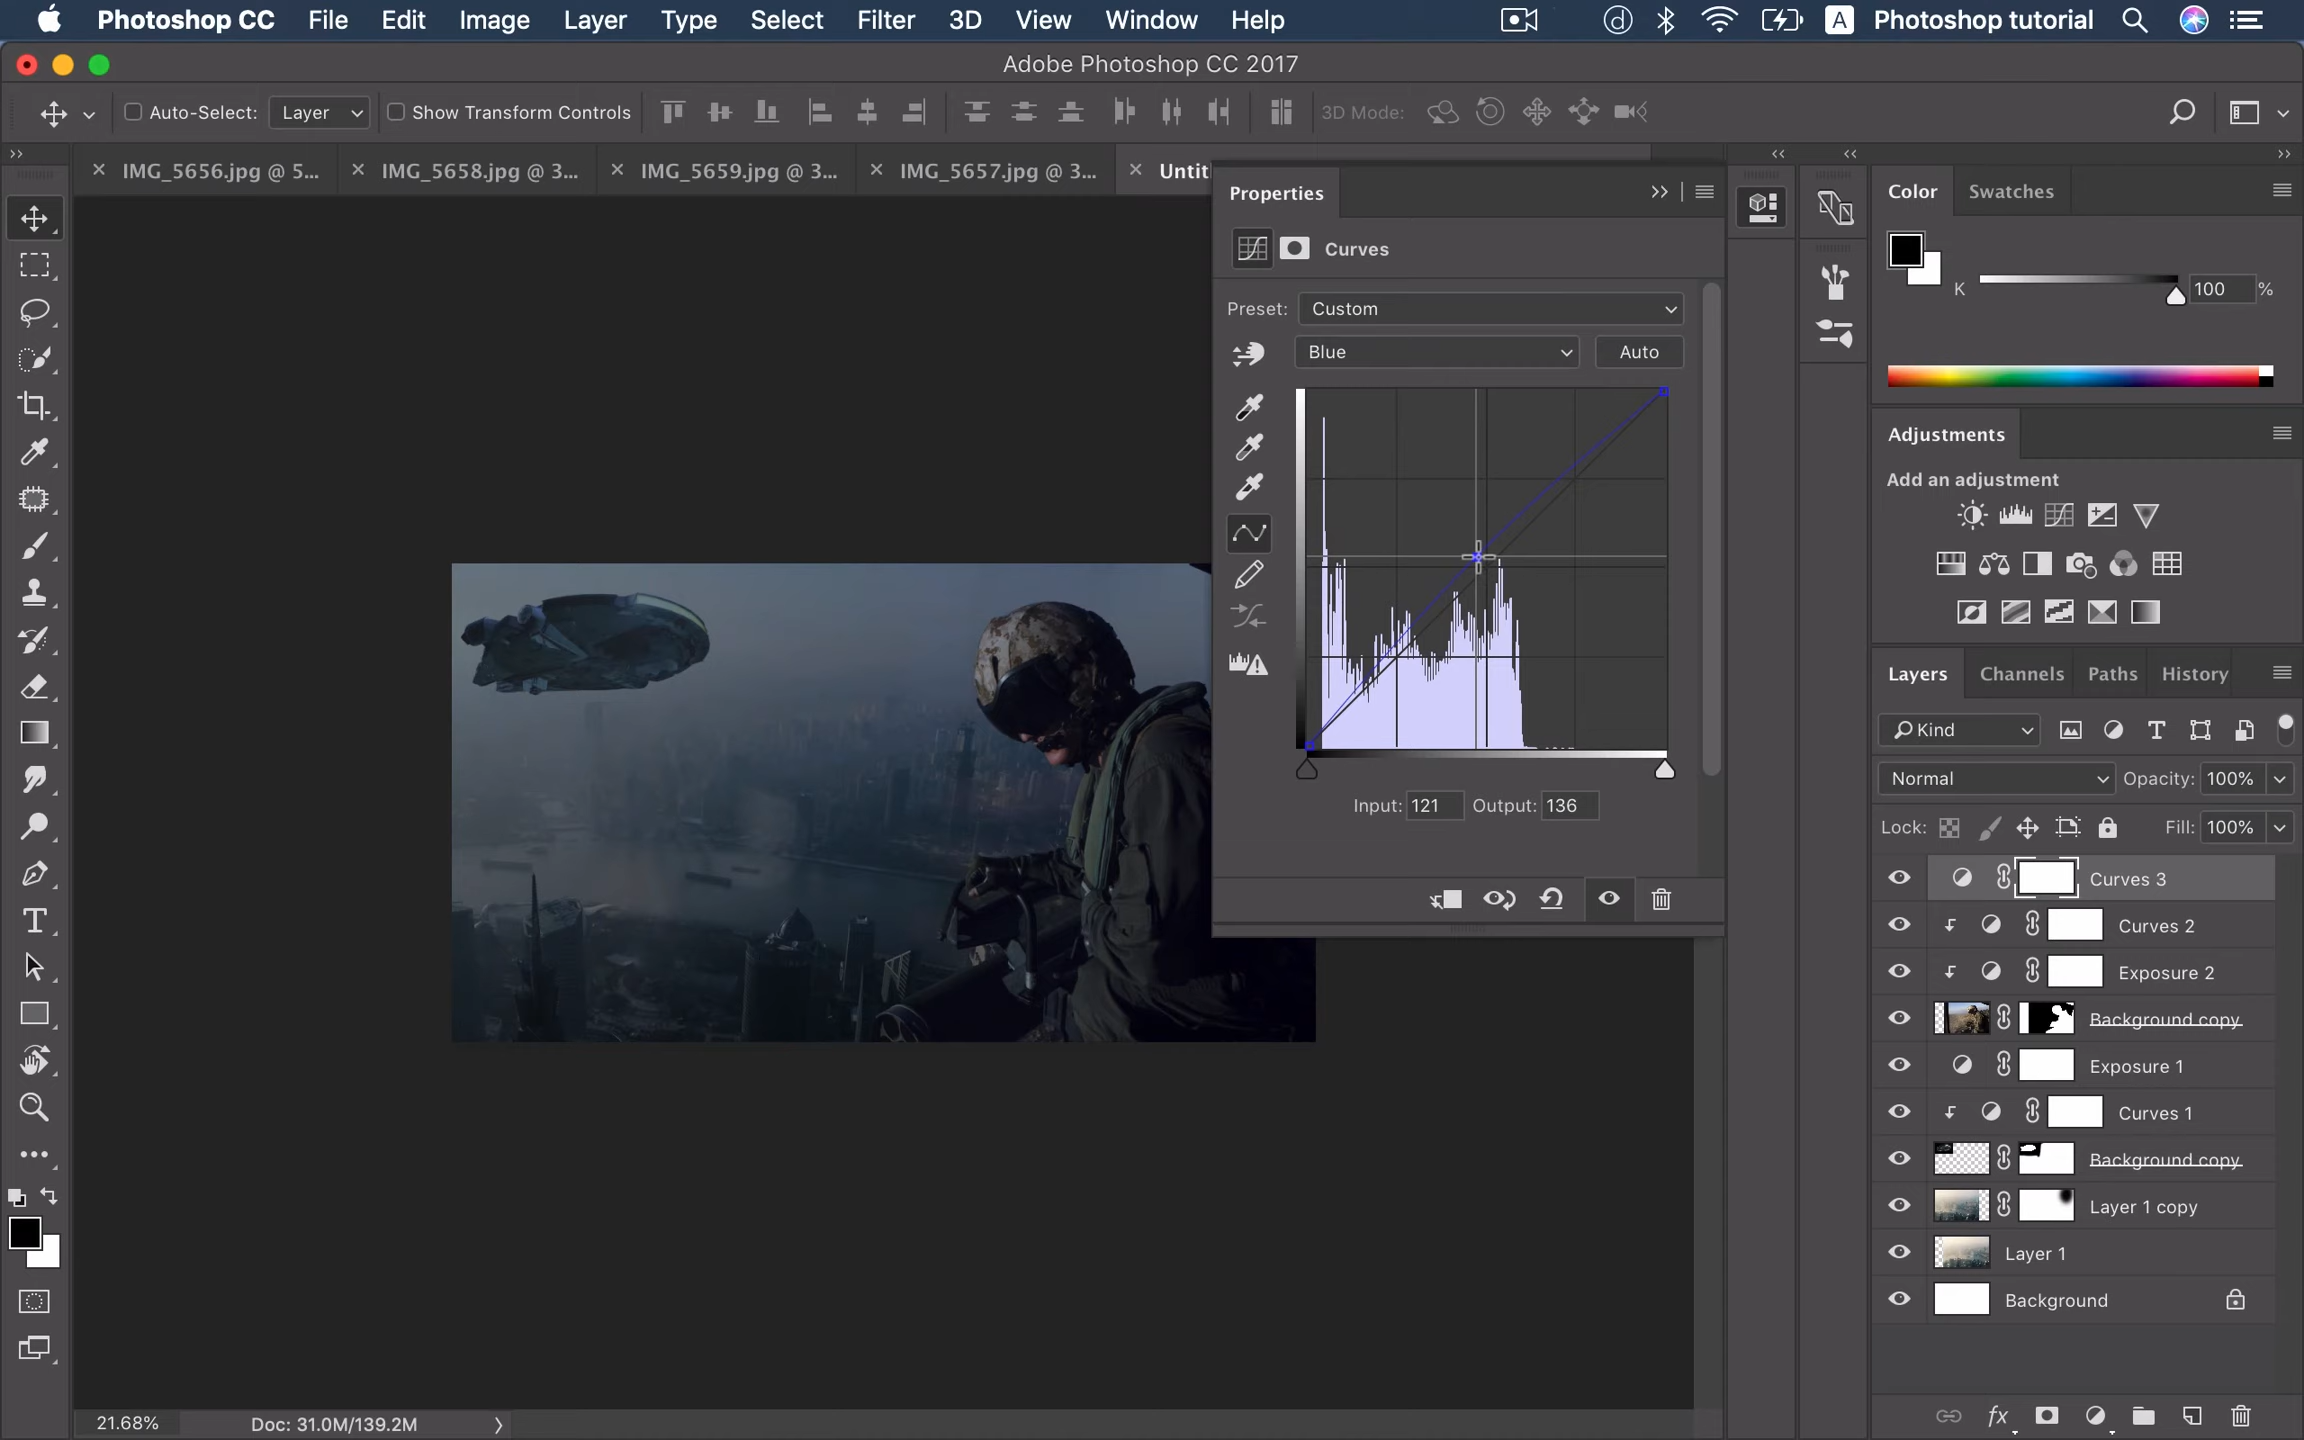 Photoshop CC File Edit Image Layer Type Select Filter 3D View Window Help A Photoshop tutorial
Adobe Photoshop CC 2017
Auto-Select: Layer Show Transform Controls 3D Mode:
IMG_5656.jpg @ 5... IMG_5658.jpg @ 3... IMG_5659.jpg @ 3... IMG_5657.jpg @ 3... Untit
Properties
Curves
Preset: Custom
Blue Auto
Input: 121 Output: 136
Color Swatches
K 100 %
Adjustments
Add an adjustment
Layers Channels Paths History
Kind
Normal Opacity: 100%
Lock: Fill: 100%
Curves 3
Curves 2
Exposure 2
Background copy
Exposure 1
Curves 1
Background copy
Layer 1 copy
Layer 1
Background
fx
21.68% Doc: 31.0M/139.2M